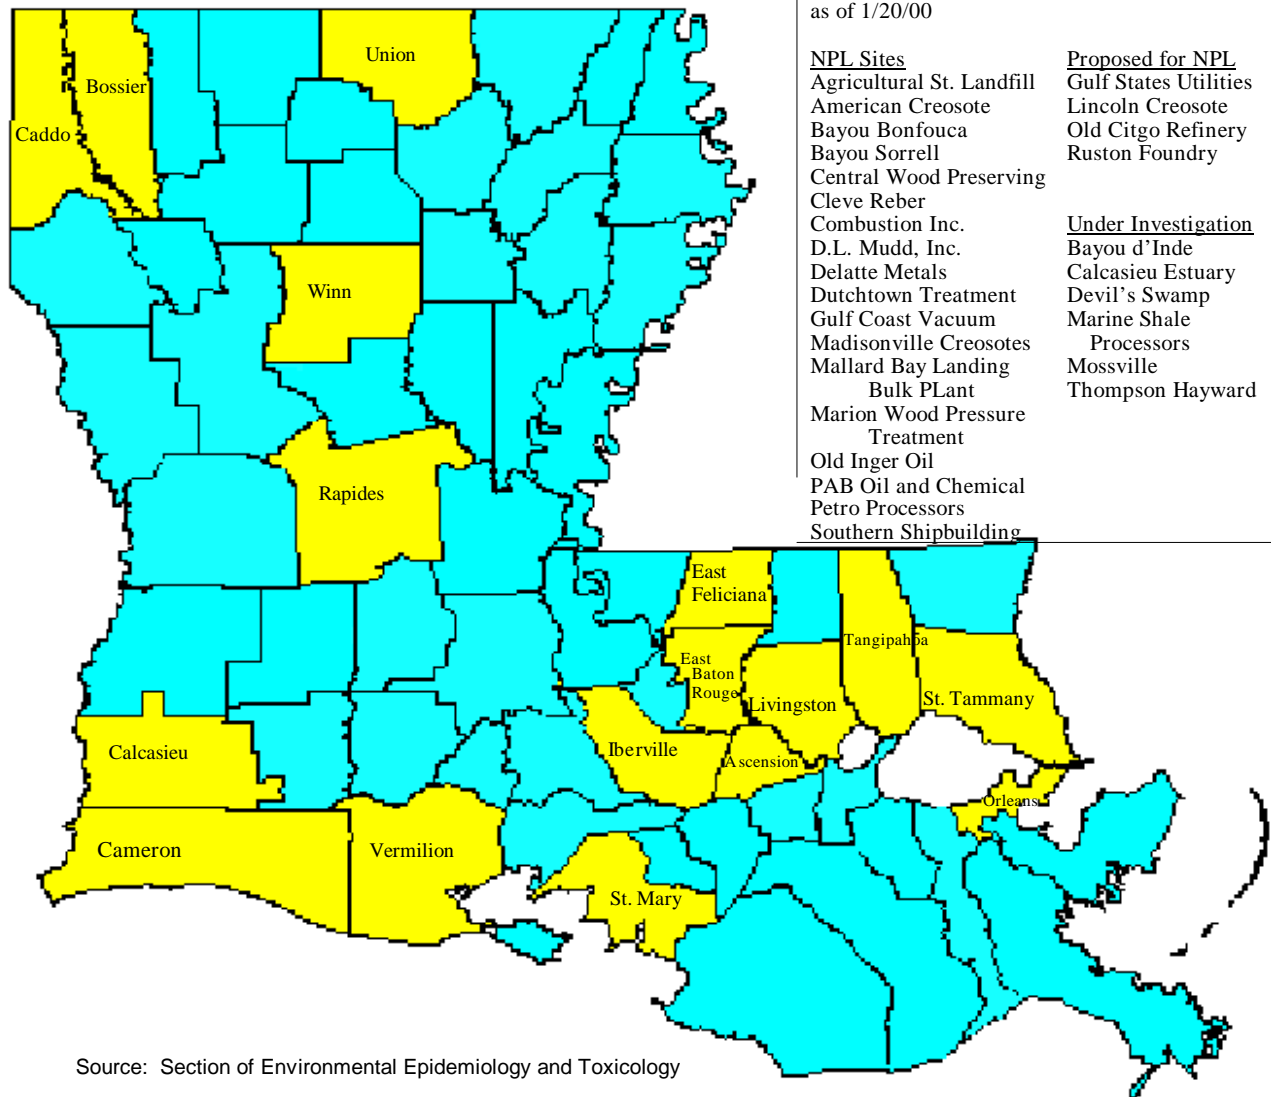 as of 1/20/00
NPL Sites
Agricultural St. Landfill
American Creosote
Bayou Bonfouca
Bayou Sorrell
Central Wood Preserving
Cleve Reber
Combustion Inc.
D.L. Mudd, Inc.
Delatte Metals
Dutchtown Treatment
Gulf Coast Vacuum
Madisonville Creosotes
Mallard Bay Landing
Bulk PLant
Marion Wood Pressure
Treatment
Old Inger Oil
PAB Oil and Chemical
Petro Processors
Southern Shipbuilding
Proposed for NPL
Gulf States Utilities
Lincoln Creosote
Old Citgo Refinery
Ruston Foundry
Under Investigation
Bayou d’Inde
Calcasieu Estuary
Devil’s Swamp
Marine Shale
Processors
Mossville
Thompson Hayward
Union
Bossier
Caddo
Winn
Rapides
East
Feliciana
Tangipahoa
East
Baton
Rouge
Livingston
St. Tammany
Calcasieu
Iberville
Ascension
Orleans
Cameron
Vermilion
St. Mary
Source: Section of Environmental Epidemiology and Toxicology